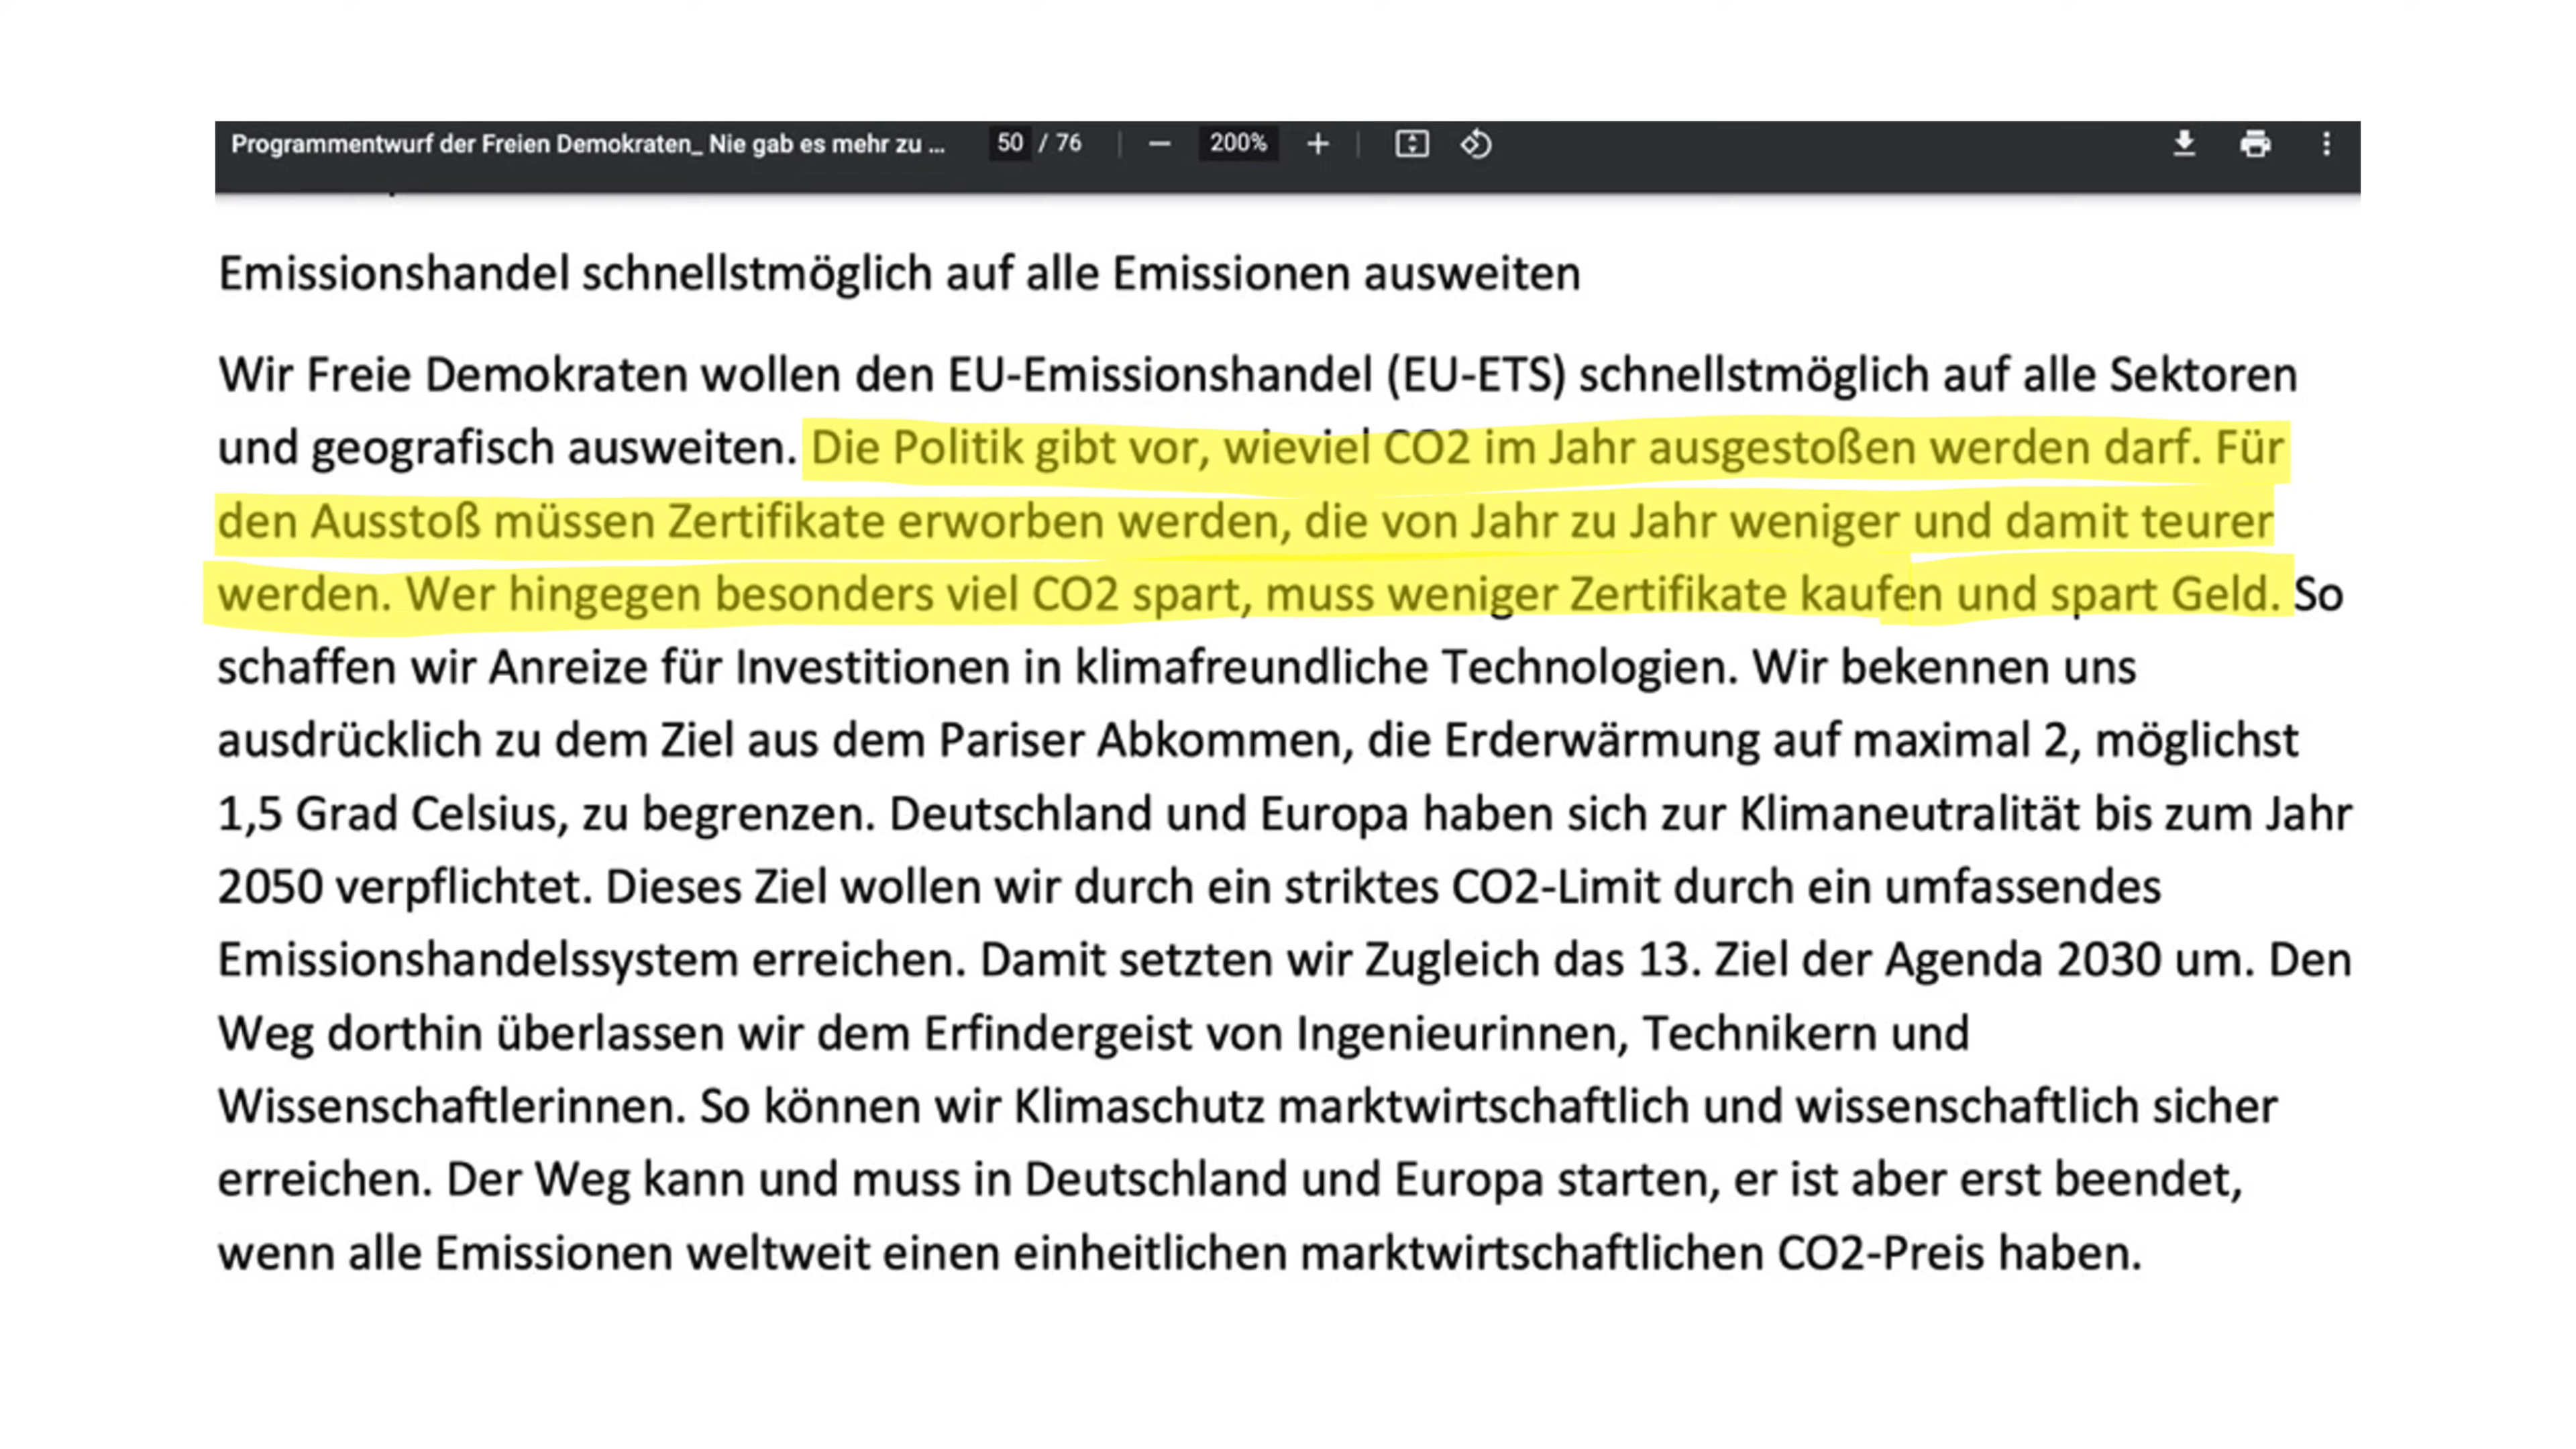 Programmentwurf der Freien Demokraten_ Nie gab es mehr zu ... 50 / 76 200%
Emissionshandel schnellstmöglich auf alle Emissionen ausweiten
Wir Freie Demokraten wollen den EU-Emissionshandel (EU-ETS) schnellstmöglich auf alle Sektoren
und geografisch ausweiten. Die Politik gibt vor, wieviel CO2 im Jahr ausgestoßen werden darf. Für
den Ausstoß müssen Zertifikate erworben werden, die von Jahr zu Jahr weniger und damit teurer
werden. Wer hingegen besonders viel CO2 spart, muss weniger Zertifikate kaufen und spart Geld. So
schaffen wir Anreize für Investitionen in klimafreundliche Technologien. Wir bekennen uns
ausdrücklich zu dem Ziel aus dem Pariser Abkommen, die Erderwärmung auf maximal 2, möglichst
1,5 Grad Celsius, zu begrenzen. Deutschland und Europa haben sich zur Klimaneutralität bis zum Jahr
2050 verpflichtet. Dieses Ziel wollen wir durch ein striktes CO2-Limit durch ein umfassendes
Emissionshandelssystem erreichen. Damit setzten wir Zugleich das 13. Ziel der Agenda 2030 um. Den
Weg dorthin überlassen wir dem Erfindergeist von Ingenieurinnen, Technikern und
Wissenschaftlerinnen. So können wir Klimaschutz marktwirtschaftlich und wissenschaftlich sicher
erreichen. Der Weg kann und muss in Deutschland und Europa starten, er ist aber erst beendet,
wenn alle Emissionen weltweit einen einheitlichen marktwirtschaftlichen CO2-Preis haben.